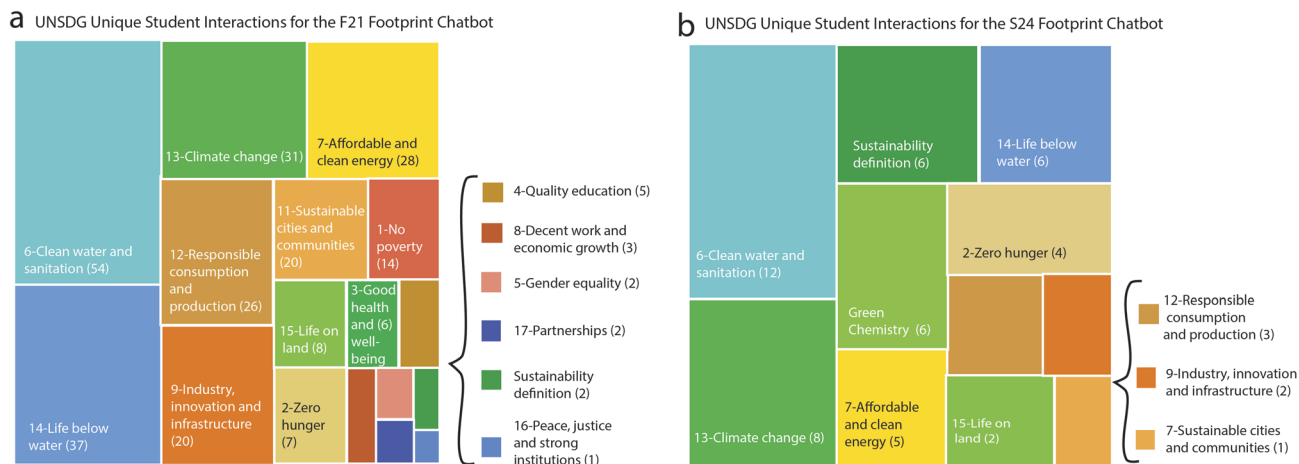 a UNSDG Unique Student Interactions for the F21 Footprint Chatbot
6-Clean water and
sanitation (54)
13-Climate change (31)
7-Affordable and
clean energy (28)
12-Responsible
consumption
and
production (26)
11-Sustainable
cities and
communities
(20)
1-No
poverty
(14)
14-Life below
water (37)
9-Industry,
innovation and
infrastructure
(20)
15-Life on
land (8)
3-Good
health
and (6)
well-
being
2-Zero
hunger
(7)
4-Quality education (5)
8-Decent work and
economic growth (3)
5-Gender equality (2)
17-Partnerships (2)
Sustainability
definition (2)
16-Peace, justice
and strong
institutions (1)
b UNSDG Unique Student Interactions for the S24 Footprint Chatbot
6-Clean water and
sanitation (12)
Sustainability
definition (6)
14-Life below
water (6)
Green
Chemistry (6)
2-Zero hunger (4)
13-Climate change (8)
7-Affordable
and clean
energy (5)
15-Life on
land (2)
12-Responsible
consumption
and production (3)
9-Industry, innovation
and infrastructure (2)
7-Sustainable cities
and communities (1)